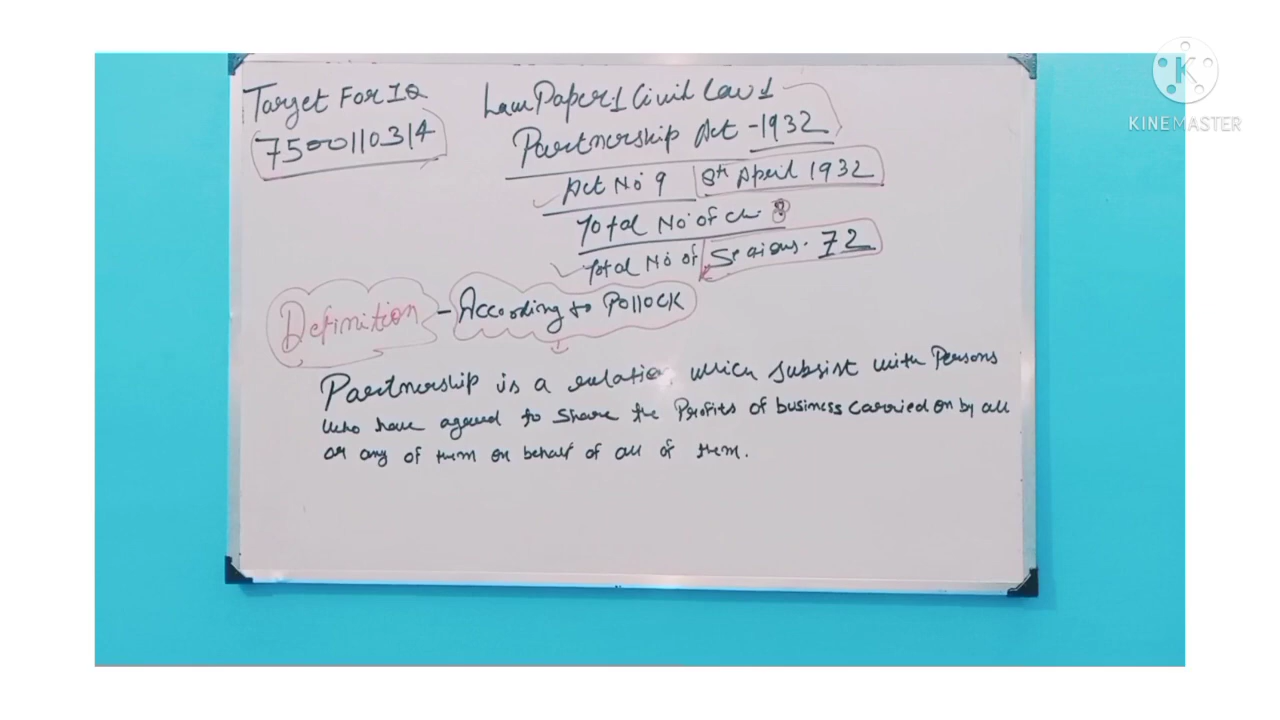 Target For IQ
7500110314
Law Paper 1 Civil Law 1
Partnership Act - 1932
Act No 9 8th April 1932
Total No of ch. 8
Total No of 72
Definition - According to Pollock
Partnership is a relation which subsist with Persons
who have agreed to share the Profits of business carried on by all
or any of them on behalf of all of them.
K
KINEMASTER